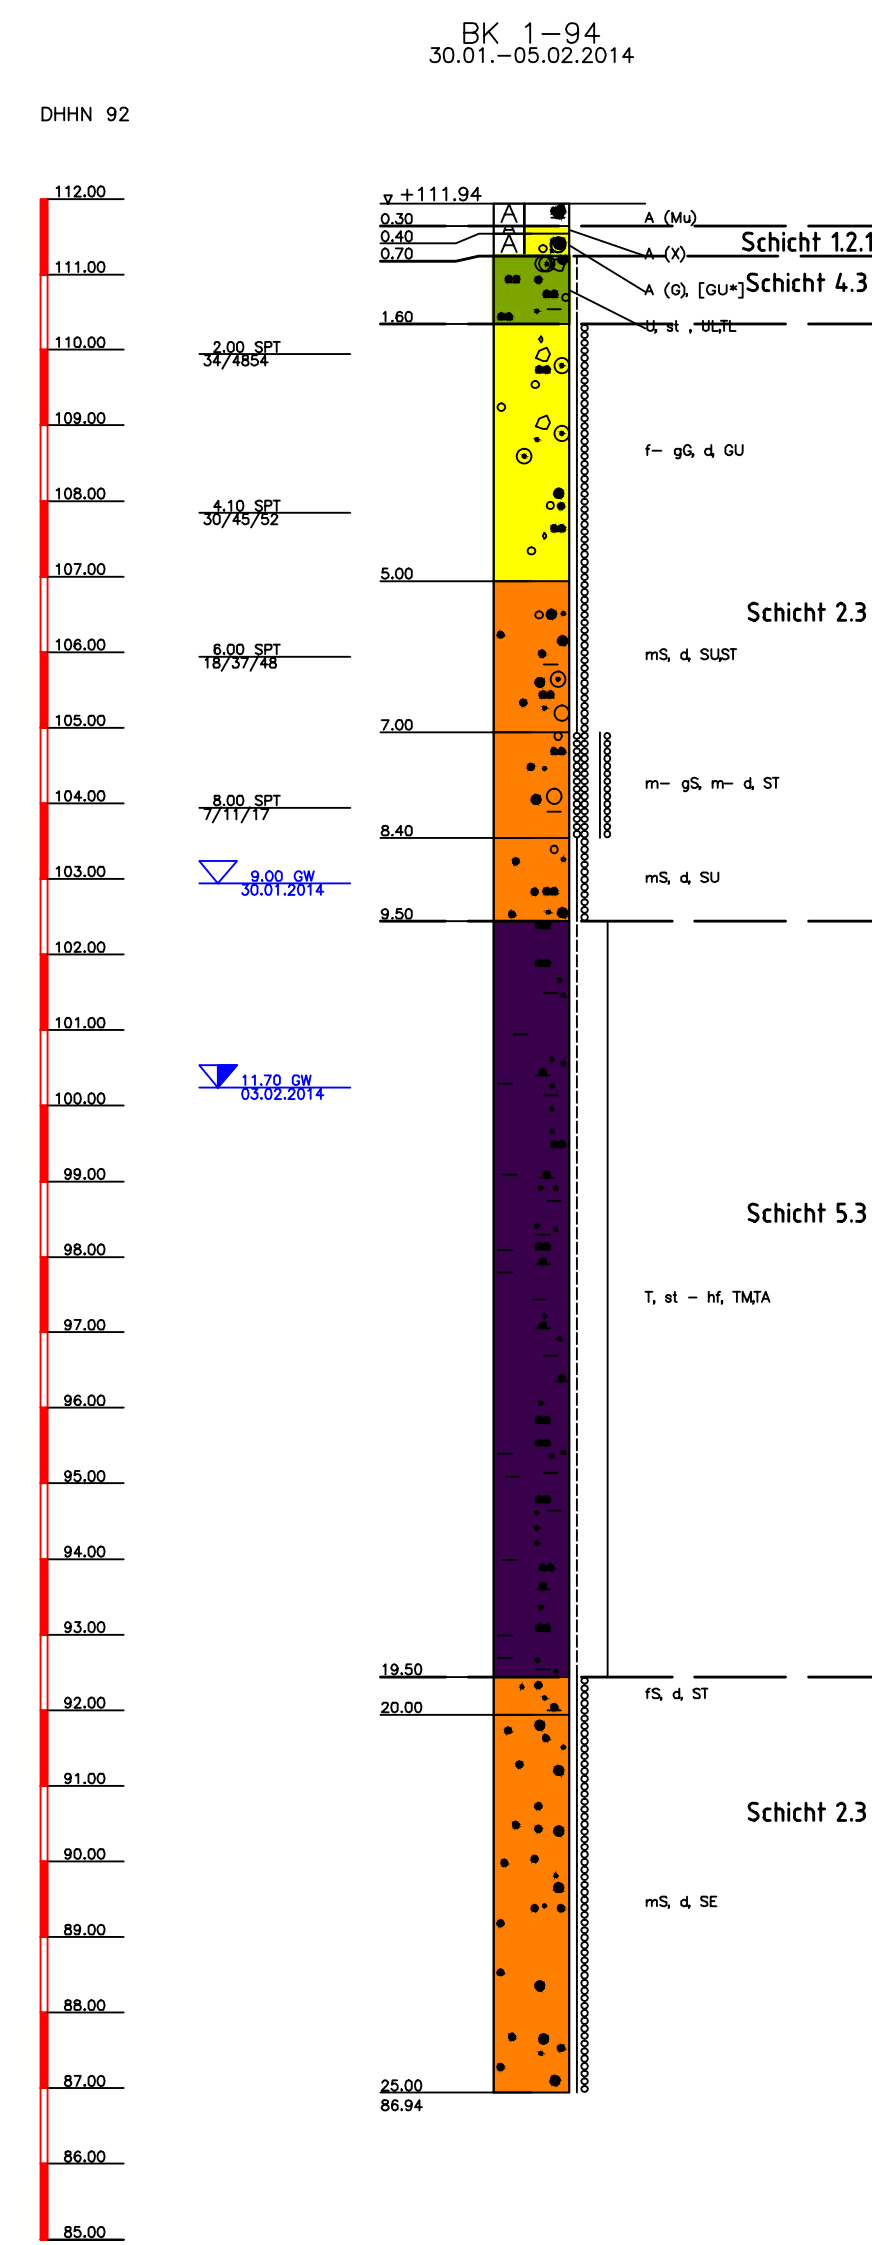 BK 1-94
30.01.-05.02.2014
DHHN 92
112.00
+111.94
A
0.30
A (Mu)
A
0.40
A
Schicht 1.2.1
0.70
A (X)
111.00
Schicht 4.3
A (G), [GU*]
1.60
U, st , UL,TL
110.00
2.00 SPT
34/4854
109.00
f- gG, d, GU
108.00
4.10 SPT
30/45/52
107.00
5.00
Schicht 2.3
106.00
6.00 SPT
18/37/48
mS, d, SU,ST
105.00
7.00
m- gS, m- d, ST
104.00
8.00 SPT
7/11/17
8.40
103.00
9.00 GW
30.01.2014
mS, d, SU
9.50
102.00
101.00
11.70 GW
03.02.2014
100.00
99.00
Schicht 5.3
98.00
T, st - hf, TM,TA
97.00
96.00
95.00
94.00
93.00
19.50
fS, d, ST
92.00
20.00
91.00
Schicht 2.3
90.00
mS, d, SE
89.00
88.00
87.00
25.00
86.94
86.00
85.00